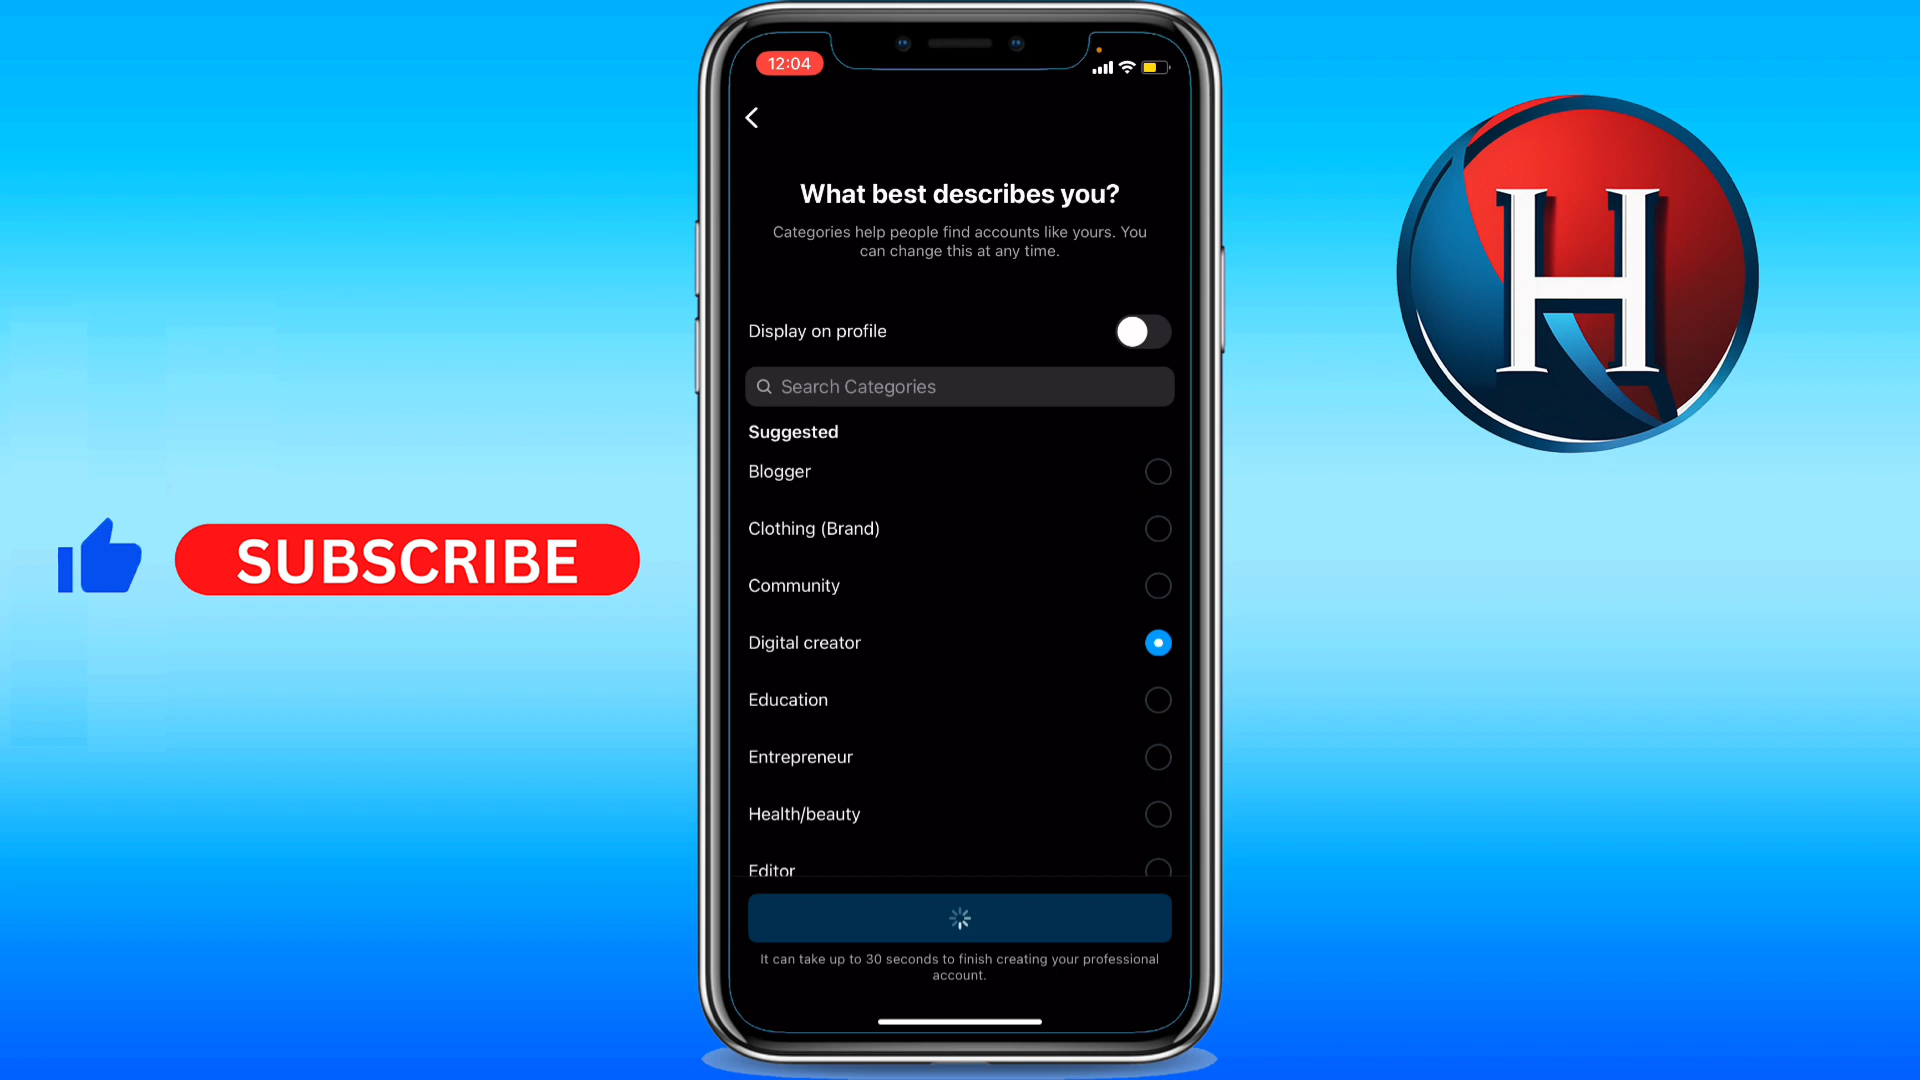 12:04
What best describes you?
Categories help people find accounts like yours. You
can change this at any time.
Display on profile
Search Categories
Suggested
Blogger
Clothing (Brand)
Community
Digital creator
Education
Entrepreneur
Health/beauty
Editor
It can take up to 30 seconds to finish creating your professional
account.
SUBSCRIBE
H